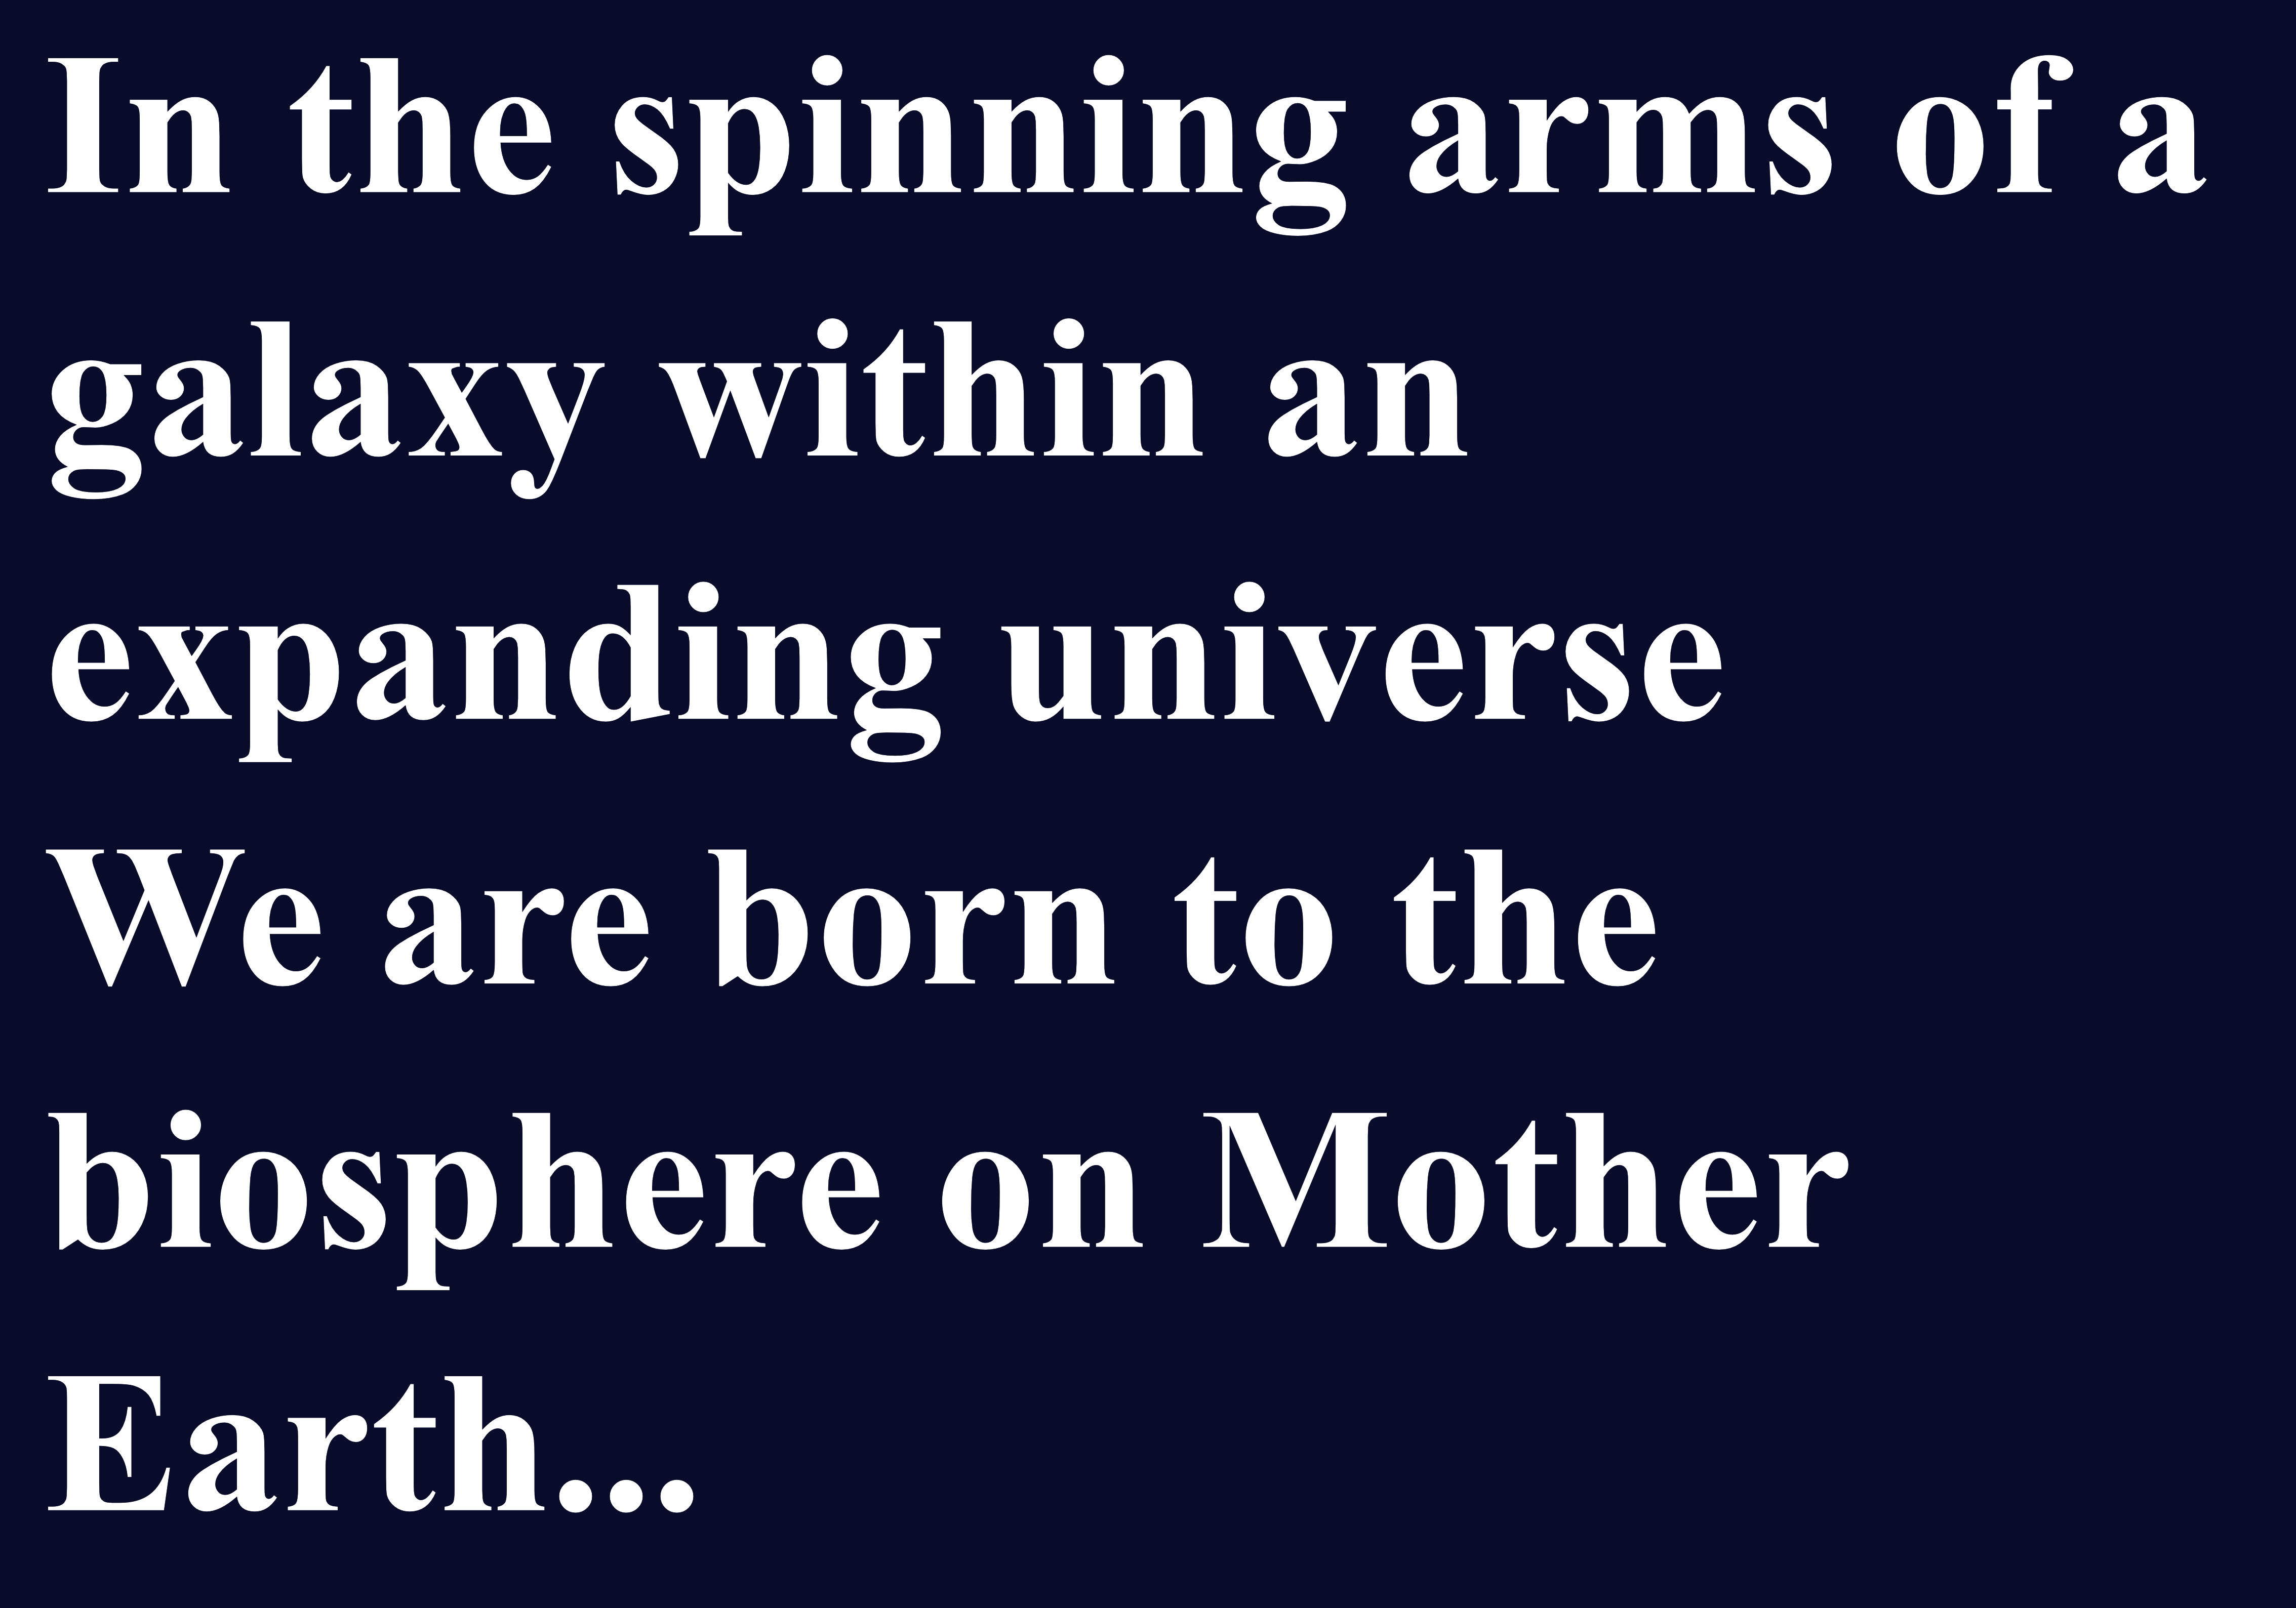 In the spinning arms of a
galaxy within an
expanding universe
We are born to the
biosphere on Mother
Earth...